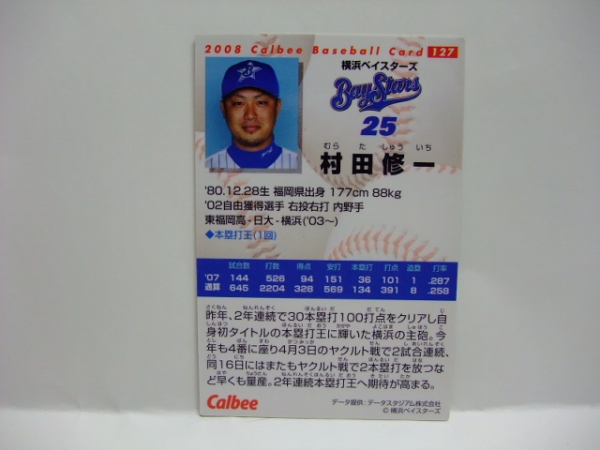 2008 Calbee Baseball Card 127
横浜ベイスターズ
BayStars
25
むら た しゅう いち
村田修一
'80.12.28生 福岡県出身 177cm 88kg
'02自由獲得選手 右投右打 内野手
東福岡高-日大-横浜('03〜)
◆本塁打王(1回)
試合数 打数 得点 安打 本塁打 打点 盗塁 打率
'07 144 526 94 151 36 101 1 .287
通算 645 2204 328 569 134 391 8 .258
昨年、2年連続で30本塁打100打点をクリアし自
身初タイトルの本塁打王に輝いた横浜の主砲。今
年も4番に座り4月3日のヤクルト戦で2試合連続、
同16日にはまたもヤクルト戦で2本塁打を放つな
ど早くも量産。2年連続本塁打王へ期待が高まる。
Calbee
データ提供:データスタジアム株式会社
© 横浜ベイスターズ